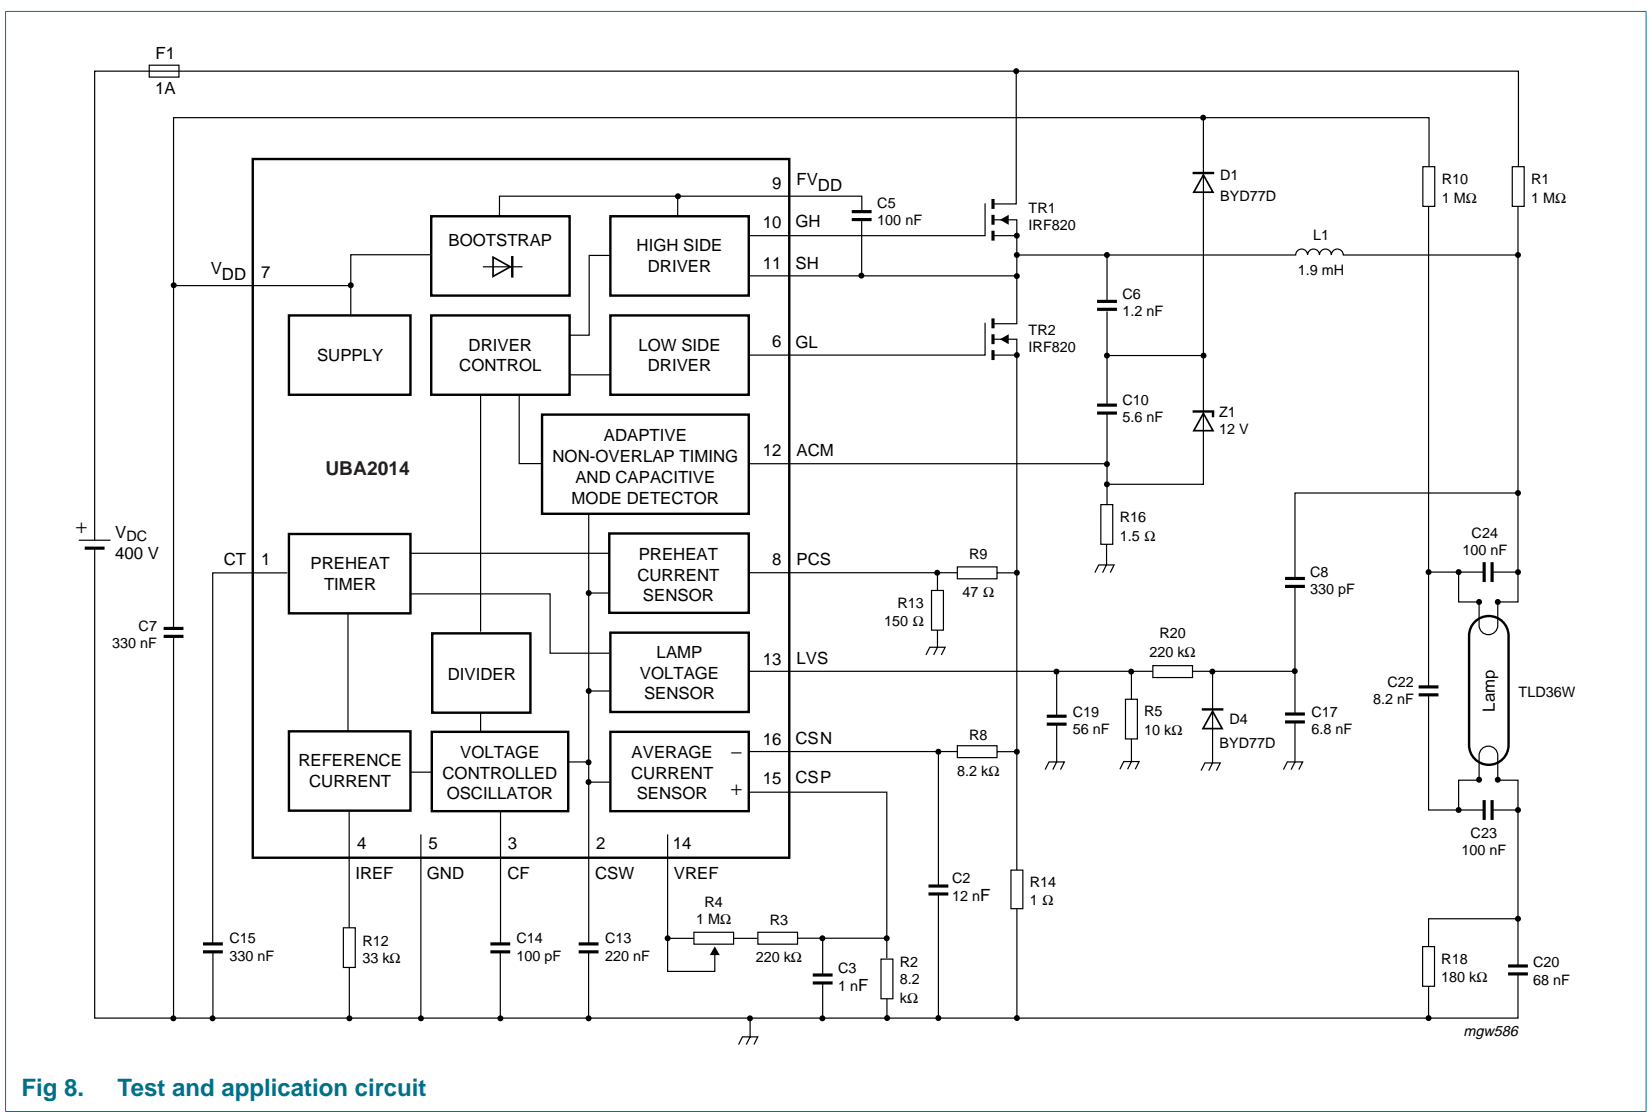 F1
1A
9 FVDD
C5
100 nF
10 GH
11 SH
BOOTSTRAP
HIGH SIDE
DRIVER
TR1
IRF820
D1
BYD77D
R10
1 MΩ
R1
1 MΩ
L1
1.9 mH
VDD 7
C6
1.2 nF
SUPPLY
DRIVER
CONTROL
LOW SIDE
DRIVER
6 GL
TR2
IRF820
C10
5.6 nF
Z1
12 V
ADAPTIVE
NON-OVERLAP TIMING
AND CAPACITIVE
MODE DETECTOR
12 ACM
UBA2014
R16
1.5 Ω
+
VDC
400 V
CT 1
PREHEAT
TIMER
PREHEAT
CURRENT
SENSOR
8 PCS
R9
47 Ω
R13
150 Ω
C24
100 nF
C8
330 pF
C7
330 nF
DIVIDER
LAMP
VOLTAGE
SENSOR
13 LVS
R20
220 kΩ
C22
8.2 nF
Lamp
TLD36W
C19
56 nF
R5
10 kΩ
D4
BYD77D
C17
6.8 nF
REFERENCE
CURRENT
VOLTAGE
CONTROLLED
OSCILLATOR
AVERAGE
CURRENT
SENSOR
−
+
16 CSN
15 CSP
R8
8.2 kΩ
C23
100 nF
4
IREF
5
GND
3
CF
2
CSW
14
VREF
C2
12 nF
R14
1 Ω
R4
1 MΩ
R3
220 kΩ
C15
330 nF
R12
33 kΩ
C14
100 pF
C13
220 nF
C3
1 nF
R2
8.2
kΩ
R18
180 kΩ
C20
68 nF
mgw586
Fig 8. Test and application circuit